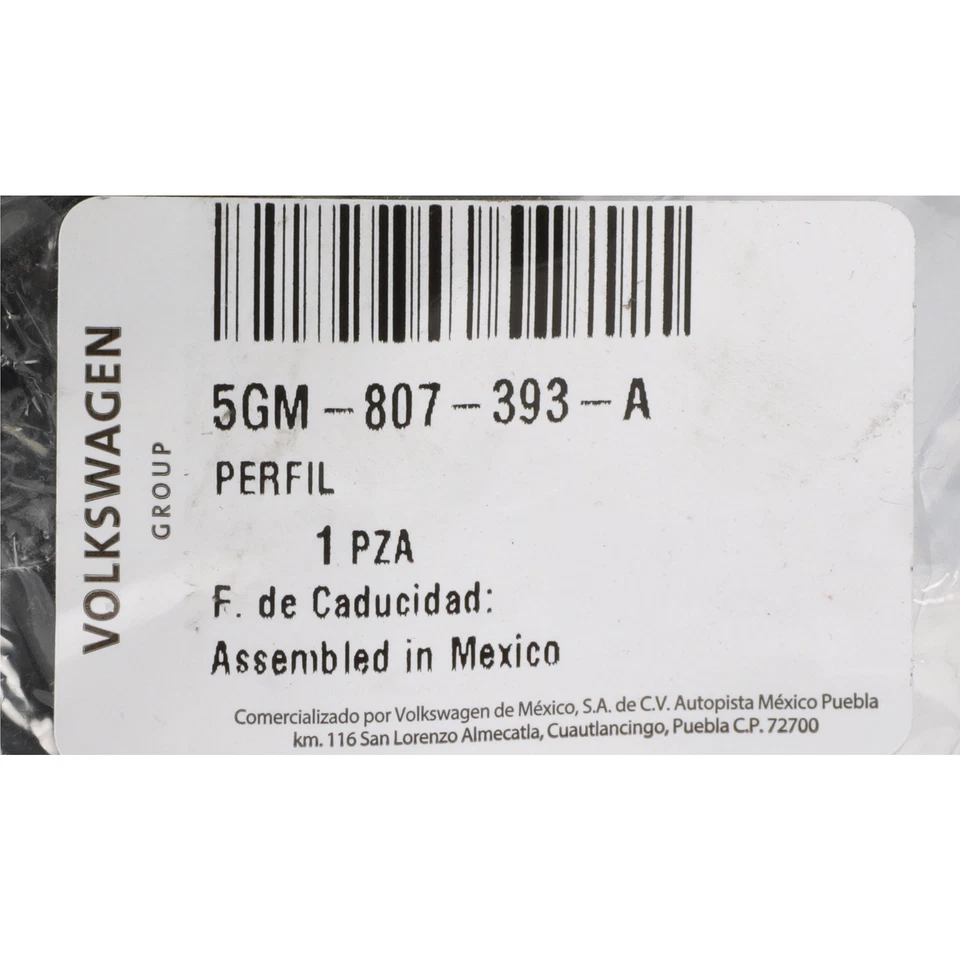 VOLKSWAGEN
GROUP
5GM-807-393-A
PERFIL
1 PZA
F. de Caducidad:
Assembled in Mexico
Comercializado por Volkswagen de México, S.A. de C.V. Autopista México Puebla
km. 116 San Lorenzo Almecatla, Cuautlancingo, Puebla C.P. 72700